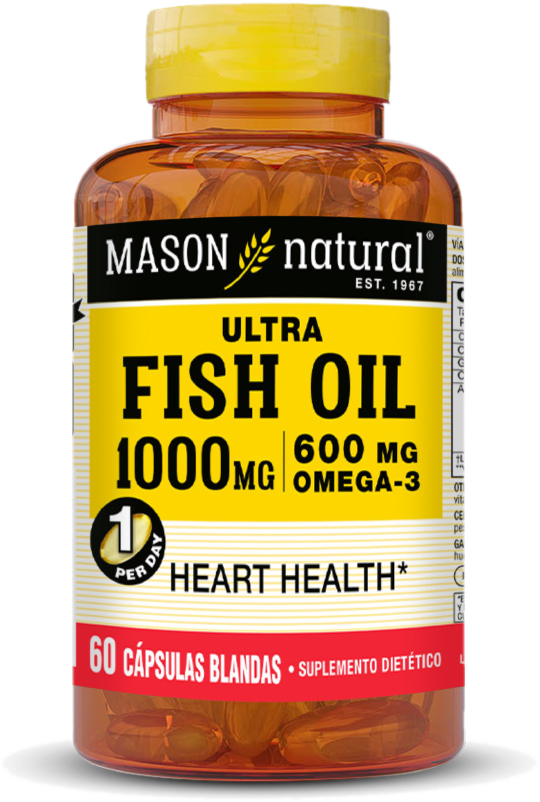 MASON natural®
EST. 1967
ULTRA
FISH OIL
1000MG
600 MG
OMEGA-3
1
PER DAY
HEART HEALTH*
60 CÁPSULAS BLANDAS • SUPLEMENTO DIETÉTICO